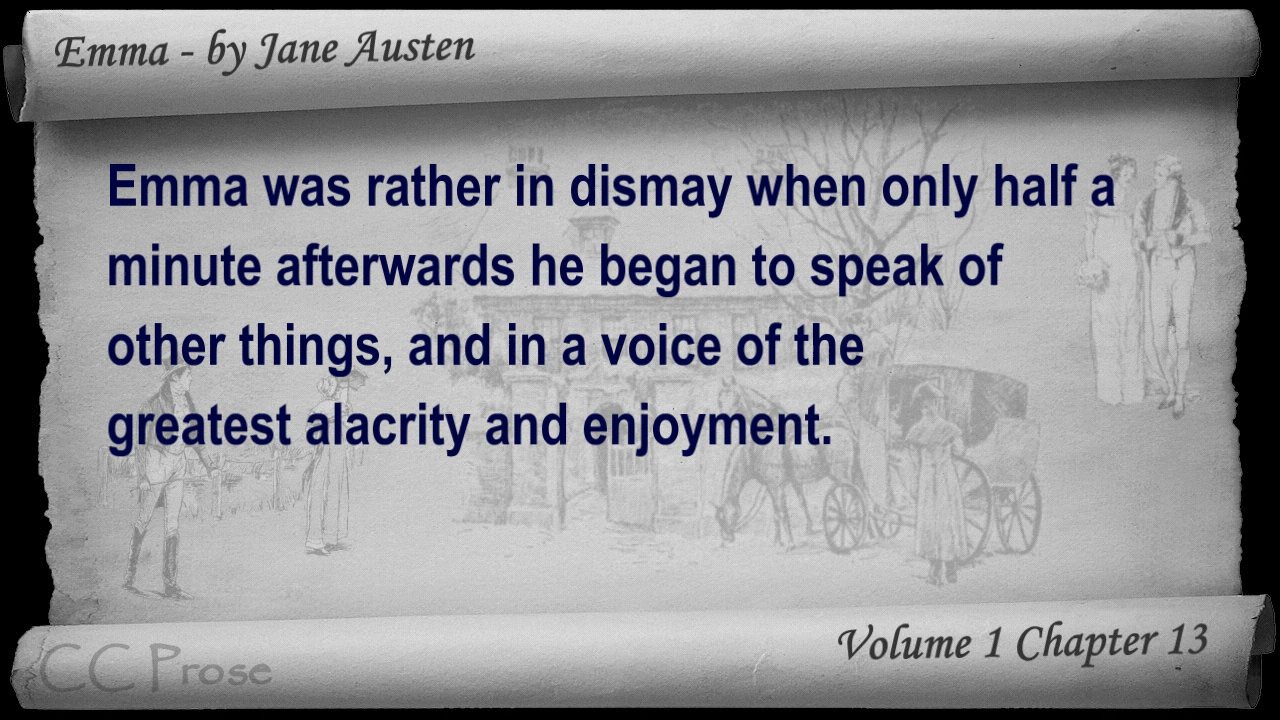 Emma - by Jane Austen
Emma was rather in dismay when only half a
minute afterwards he began to speak of
other things, and in a voice of the
greatest alacrity and enjoyment.
Volume 1 Chapter 13
CC Prose